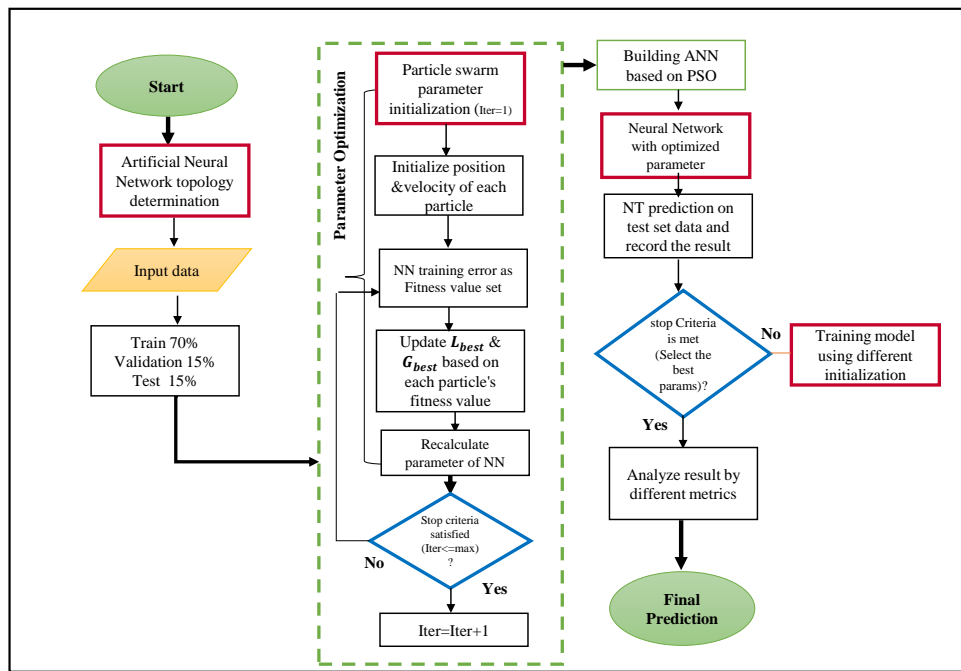 Start
Artificial Neural
Network topology
determination
Input data
Train 70%
Validation 15%
Test 15%
Parameter Optimization
Particle swarm
parameter
initialization (Iter=1)
Initialize position
&velocity of each
particle
NN training error as
Fitness value set
Update L_best &
G_best based on
each particle's
fitness value
Recalculate
parameter of NN
Stop criteria
satisfied
(Iter<=max)
?
No
Yes
Iter=Iter+1
Building ANN
based on PSO
Neural Network
with optimized
parameter
NT prediction on
test set data and
record the result
stop Criteria
is met
(Select the
best
params)?
No
Training model
using different
initialization
Yes
Analyze result by
different metrics
Final
Prediction